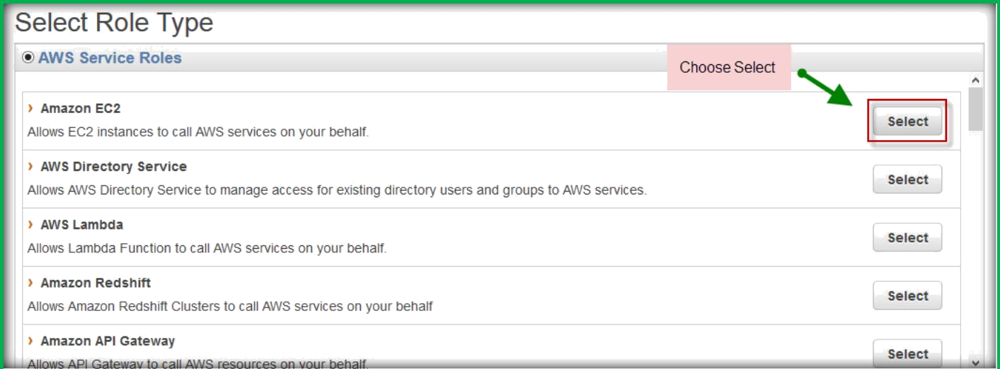 Select Role Type
AWS Service Roles
Choose Select
Amazon EC2
Allows EC2 instances to call AWS services on your behalf.
Select
AWS Directory Service
Allows AWS Directory Service to manage access for existing directory users and groups to AWS services.
Select
AWS Lambda
Allows Lambda Function to call AWS services on your behalf.
Select
Amazon Redshift
Allows Amazon Redshift Clusters to call AWS services on your behalf
Select
Amazon API Gateway
Allows API Gateway to call AWS resources on your behalf.
Select